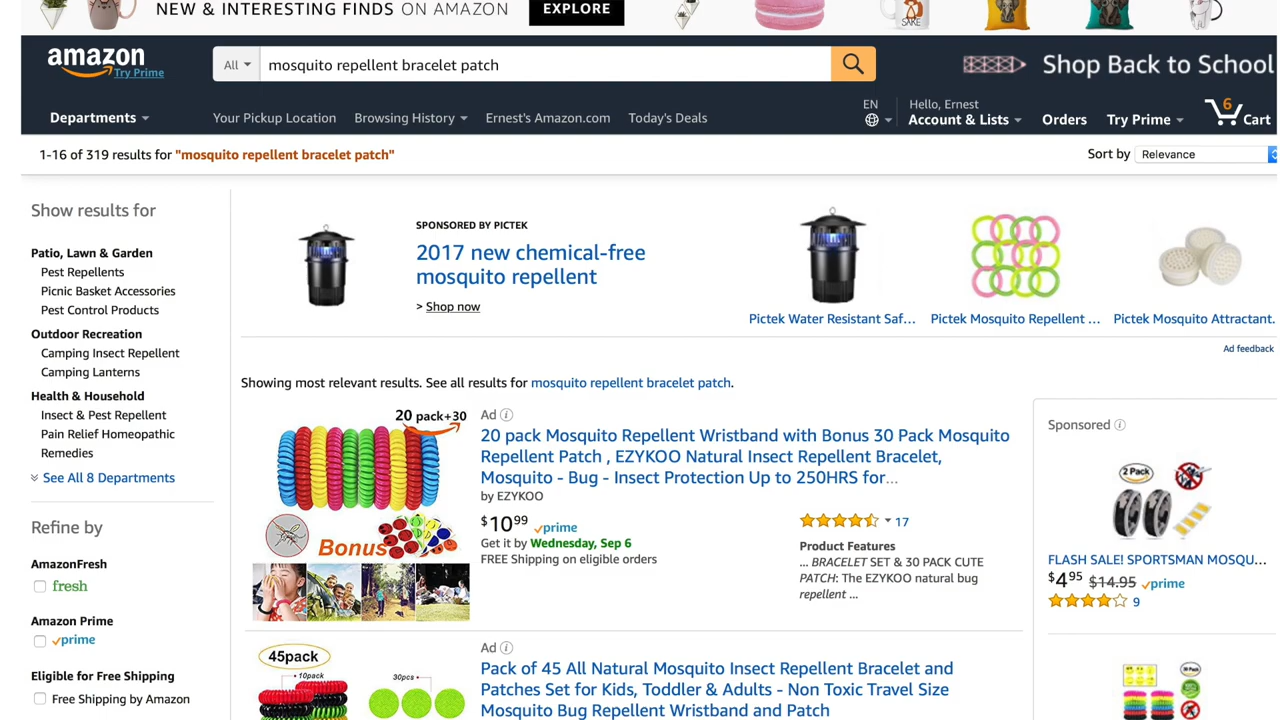 NEW & INTERESTING FINDS ON AMAZON
EXPLORE
SAKE
amazon
Try Prime
All
mosquito repellent bracelet patch
Shop Back to School
Departments
Your Pickup Location
Browsing History
Ernest's Amazon.com
Today's Deals
EN
Hello, Ernest
Account & Lists
Orders
Try Prime
6
Cart
1-16 of 319 results for "mosquito repellent bracelet patch"
Sort by
Relevance
Show results for
Patio, Lawn & Garden
Pest Repellents
Picnic Basket Accessories
Pest Control Products
Outdoor Recreation
Camping Insect Repellent
Camping Lanterns
Health & Household
Insect & Pest Repellent
Pain Relief Homeopathic
Remedies
See All 8 Departments
Refine by
AmazonFresh
fresh
Amazon Prime
prime
Eligible for Free Shipping
Free Shipping by Amazon
SPONSORED BY PICTEK
2017 new chemical-free
mosquito repellent
> Shop now
Pictek Water Resistant Saf...
Pictek Mosquito Repellent ...
Pictek Mosquito Attractant.
Ad feedback
Showing most relevant results. See all results for mosquito repellent bracelet patch.
20 pack+30
Bonus
Ad
20 pack Mosquito Repellent Wristband with Bonus 30 Pack Mosquito
Repellent Patch , EZYKOO Natural Insect Repellent Bracelet,
Mosquito - Bug - Insect Protection Up to 250HRS for...
by EZYKOO
$10 99 prime
Get it by Wednesday, Sep 6
FREE Shipping on eligible orders
17
Product Features
... BRACELET SET & 30 PACK CUTE
PATCH: The EZYKOO natural bug
repellent ...
45pack
10pack
30pcs
Ad
Pack of 45 All Natural Mosquito Insect Repellent Bracelet and
Patches Set for Kids, Toddler & Adults - Non Toxic Travel Size
Mosquito Bug Repellent Wristband and Patch
Sponsored
2 Pack
FLASH SALE! SPORTSMAN MOSQU...
$4 95 $14.95 prime
9